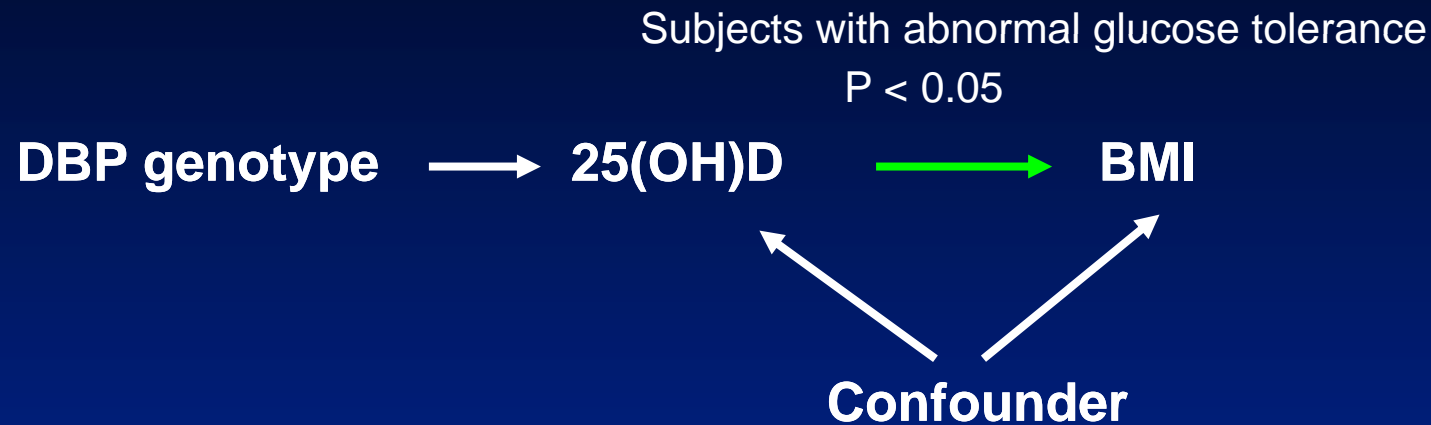 Subjects with abnormal glucose tolerance
P < 0.05
DBP genotype 25(OH)D BMI
Confounder